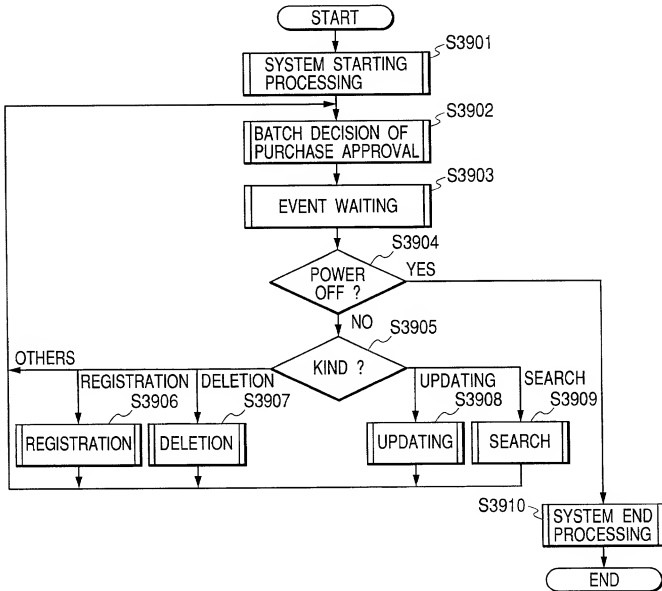 START
S3901
SYSTEM STARTING
PROCESSING
S3902
BATCH DECISION OF
PURCHASE APPROVAL
S3903
EVENT WAITING
S3904
POWER
OFF ?
YES
NO
S3905
KIND ?
OTHERS
REGISTRATION
DELETION
UPDATING
SEARCH
S3906
S3907
S3908
S3909
REGISTRATION
DELETION
UPDATING
SEARCH
S3910
SYSTEM END
PROCESSING
END